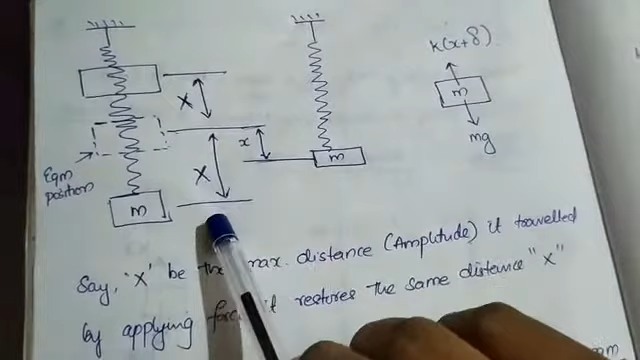 K(x+δ)
m
mg
X
x
X
m
m
Eqm
position
Say, 'X' be the max. distance (Amplitude) it travelled
by applying force it restores the same distance "X"